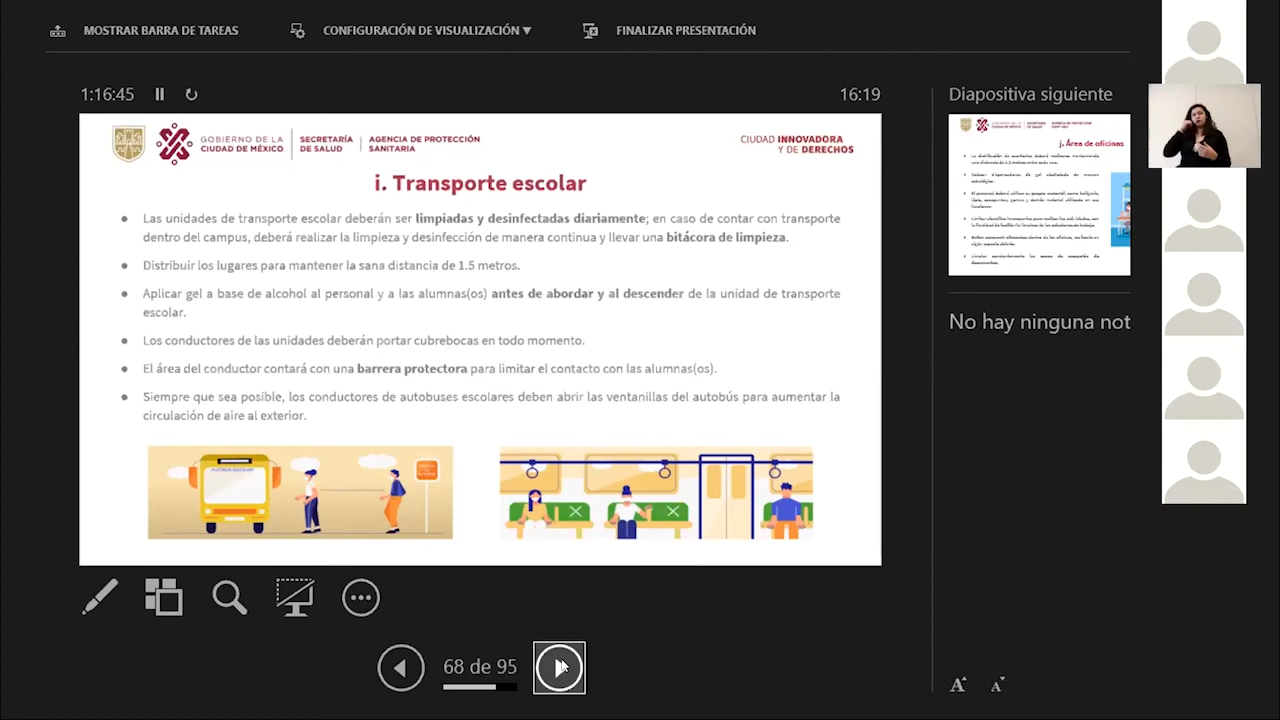 MOSTRAR BARRA DE TAREAS
CONFIGURACIÓN DE VISUALIZACIÓN ▼
FINALIZAR PRESENTACIÓN
1:16:45
16:19
GOBIERNO DE LA
CIUDAD DE MÉXICO
SECRETARÍA
DE SALUD
AGENCIA DE PROTECCIÓN
SANITARIA
CIUDAD INNOVADORA
Y DE DERECHOS
i. Transporte escolar
● Las unidades de transporte escolar deberán ser limpiadas y desinfectadas diariamente; en caso de contar con transporte
dentro del campus, deberá realizar la limpieza y desinfección de manera continua y llevar una bitácora de limpieza.
● Distribuir los lugares para mantener la sana distancia de 1.5 metros.
● Aplicar gel a base de alcohol al personal y a las alumnas(os) antes de abordar y al descender de la unidad de transporte
escolar.
● Los conductores de las unidades deberán portar cubrebocas en todo momento.
● El área del conductor contará con una barrera protectora para limitar el contacto con las alumnas(os).
● Siempre que sea posible, los conductores de autobuses escolares deben abrir las ventanillas del autobús para aumentar la
circulación de aire al exterior.
AUTOBÚS ESCOLAR
68 de 95
Diapositiva siguiente
j. Área de oficinas
No hay ninguna not
A A